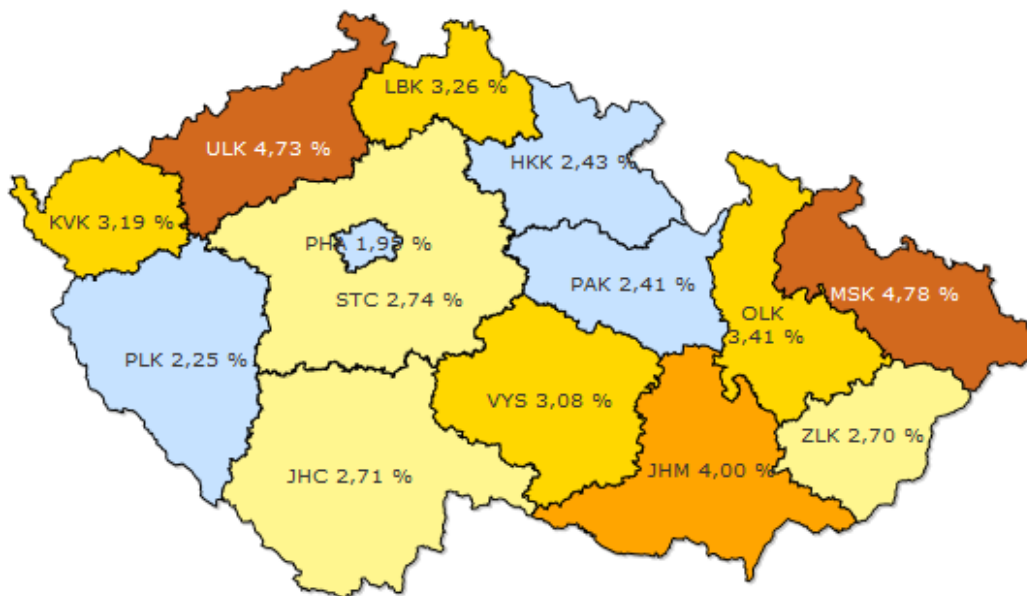 LBK 3,26 %
ULK 4,73 %
HKK 2,43 %
KVK 3,19 %
PHA 1,99 %
PAK 2,41 %
STC 2,74 %
MSK 4,78 %
OLK
3,41 %
PLK 2,25 %
VYS 3,08 %
ZLK 2,70 %
JHC 2,71 %
JHM 4,00 %